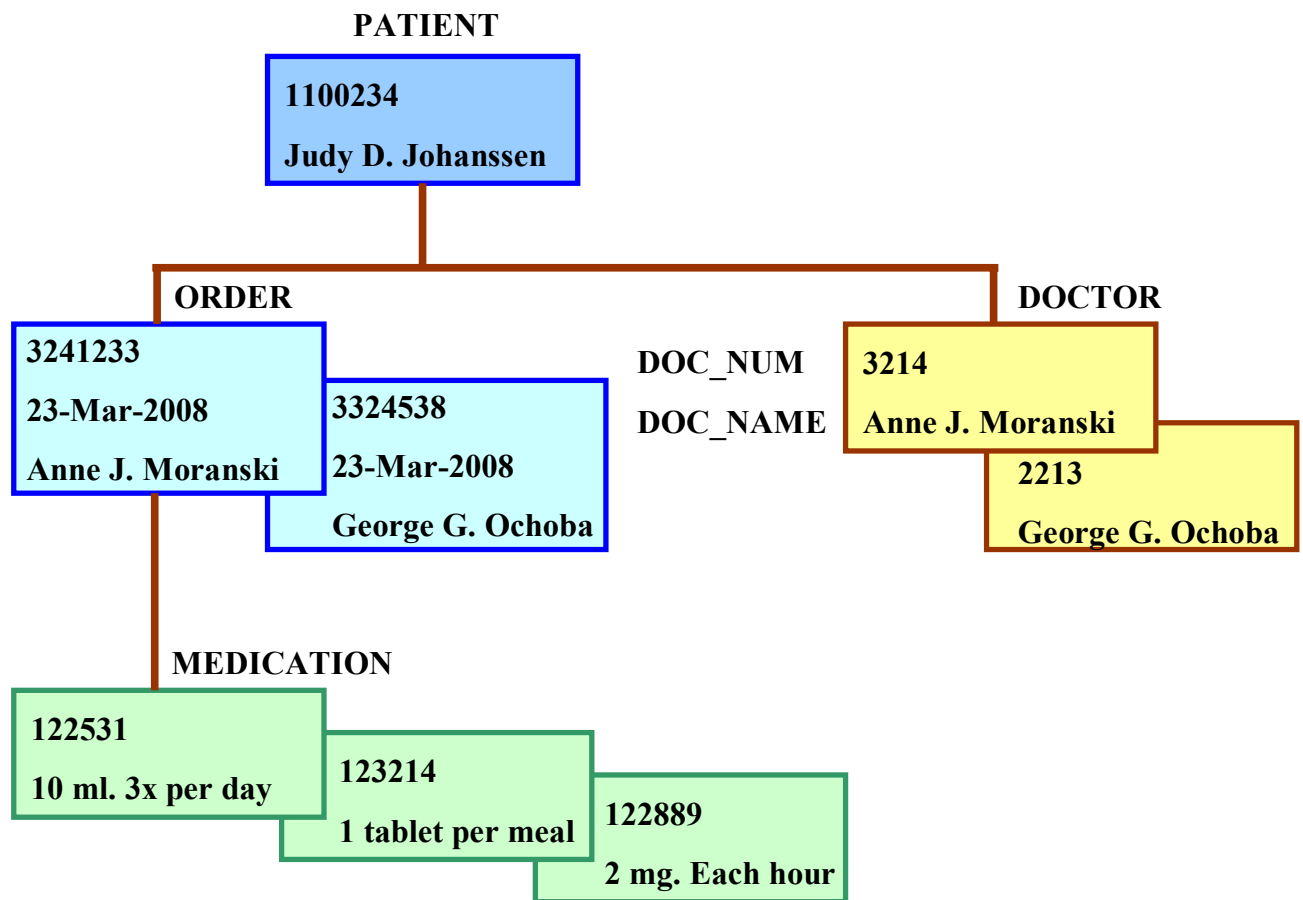 PATIENT
1100234
Judy D. Johanssen
ORDER
3241233
23-Mar-2008
Anne J. Moranski
3324538
23-Mar-2008
George G. Ochoba
DOCTOR
DOC_NUM
DOC_NAME
3214
Anne J. Moranski
2213
George G. Ochoba
MEDICATION
122531
10 ml. 3x per day
123214
1 tablet per meal
122889
2 mg. Each hour